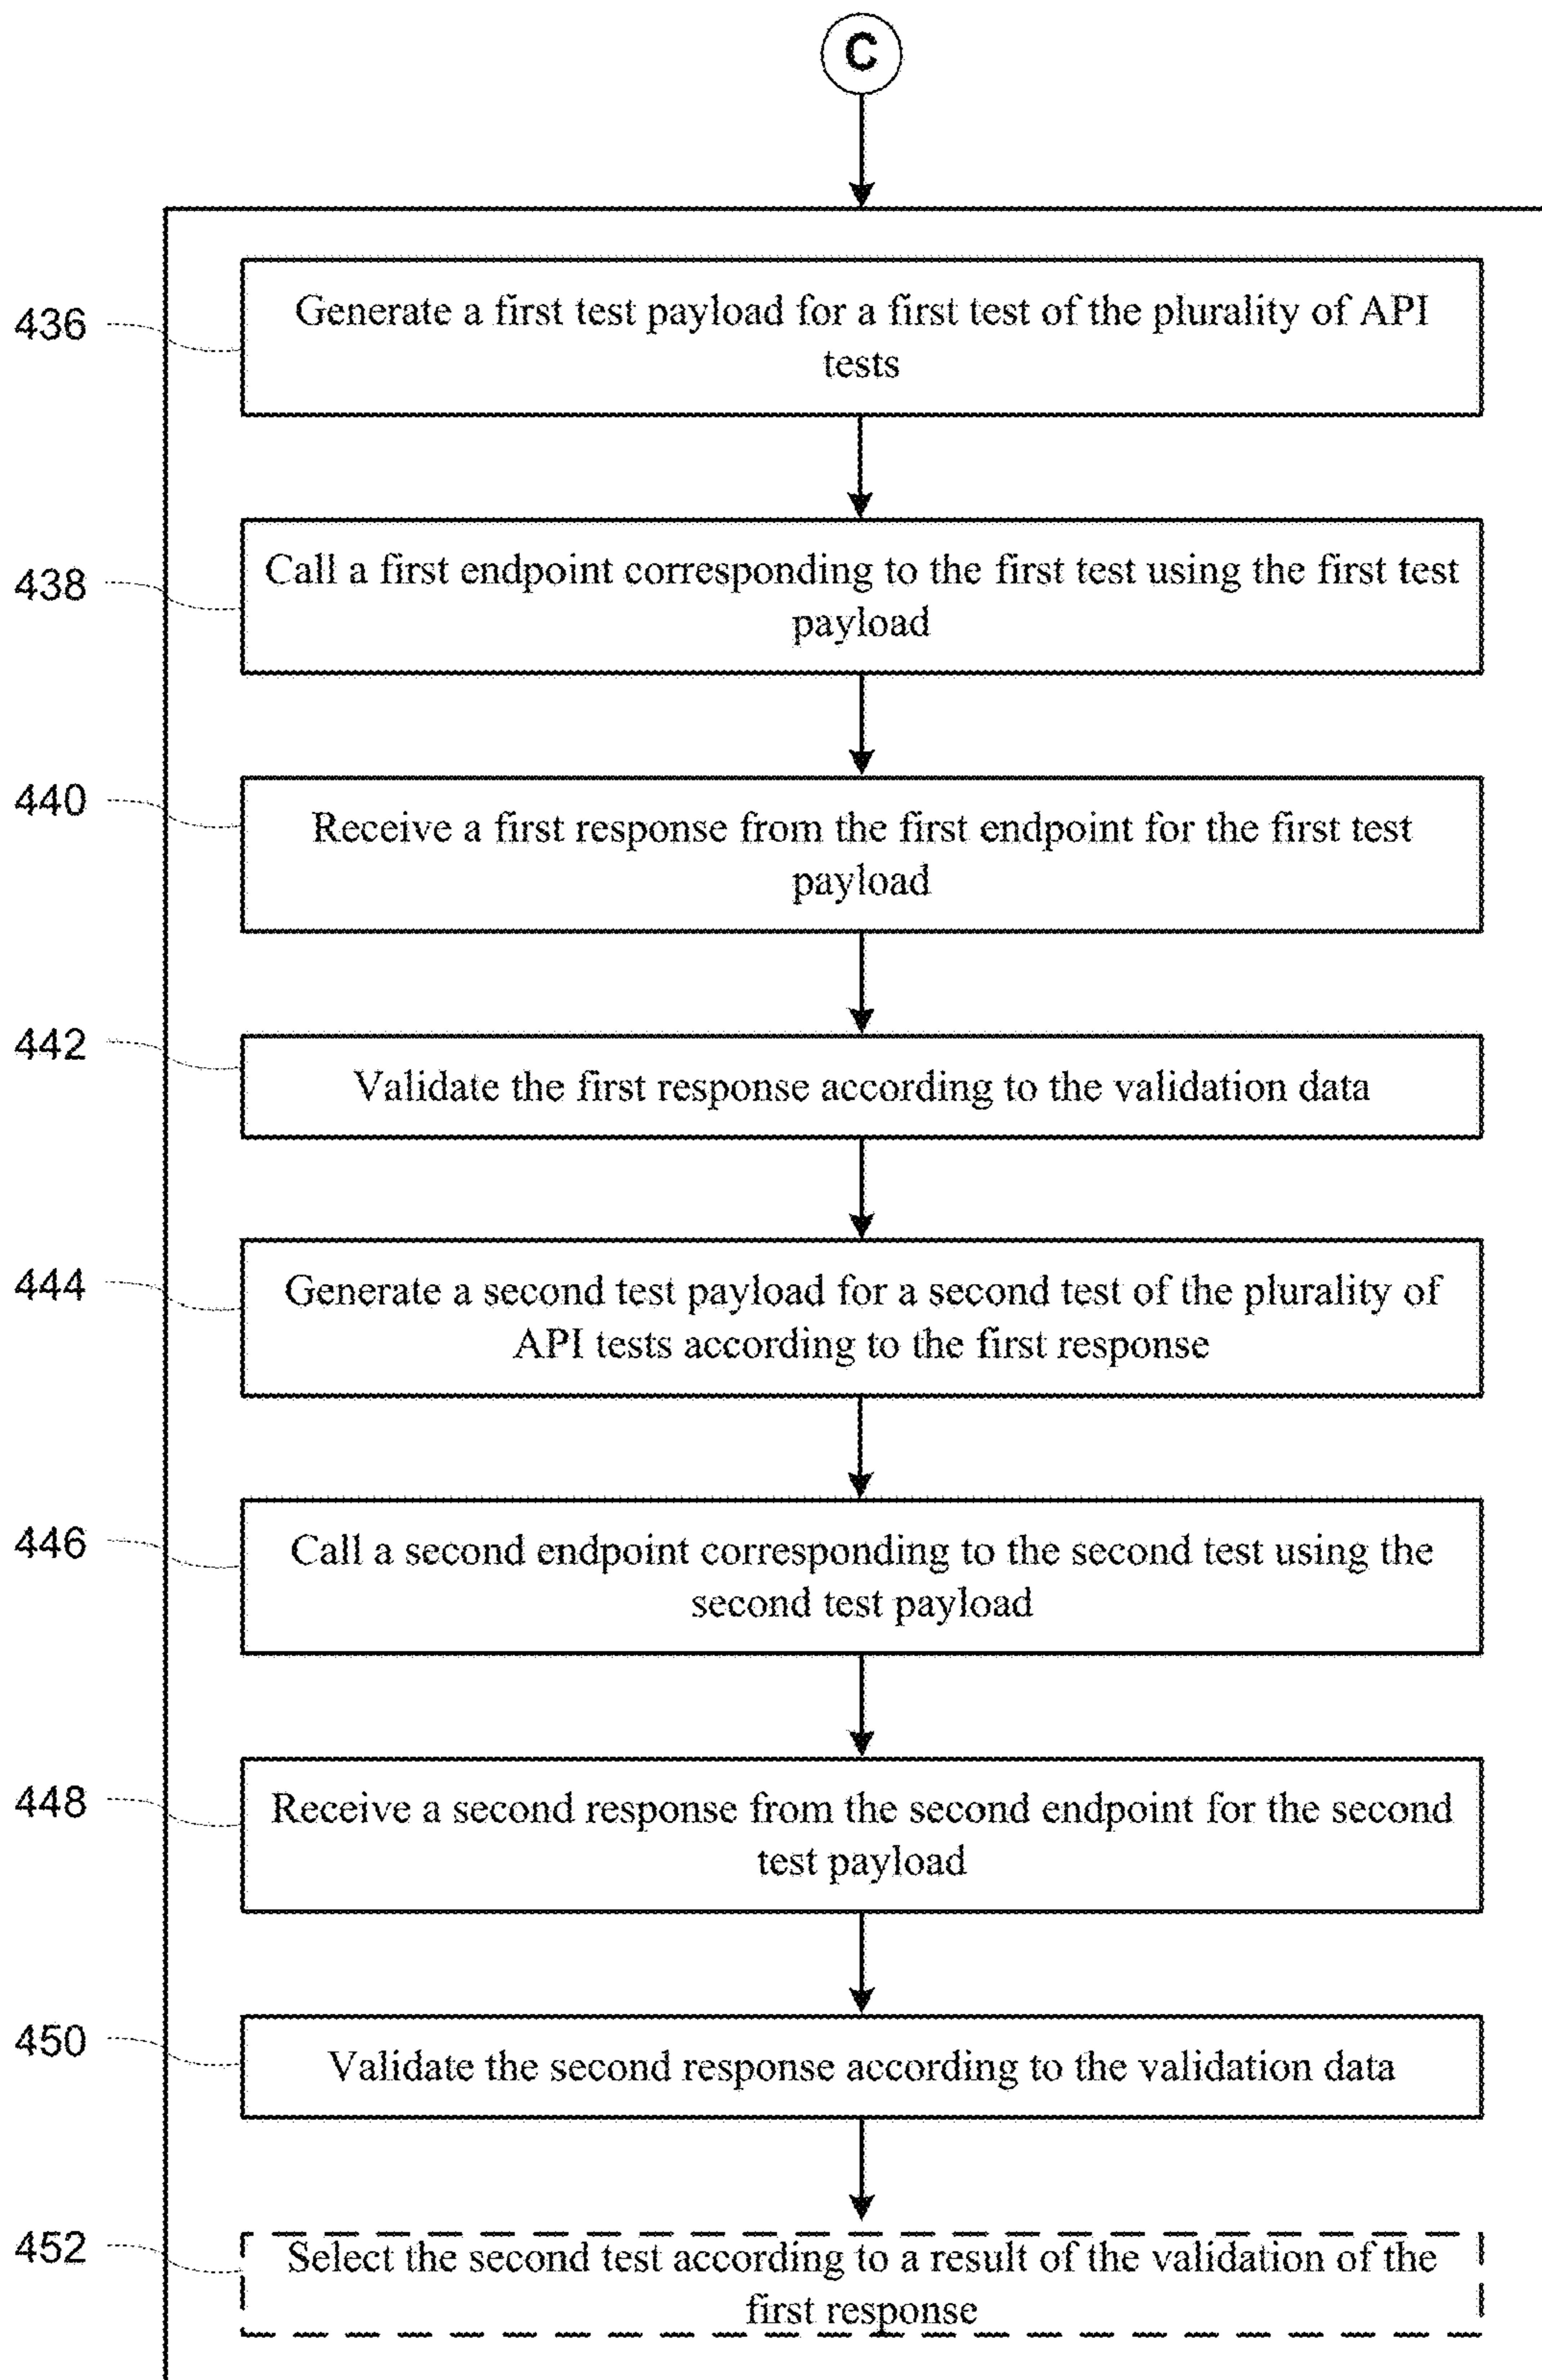 C
436
Generate a first test payload for a first test of the plurality of API
tests
438
Call a first endpoint corresponding to the first test using the first test
payload
440
Receive a first response from the first endpoint for the first test
payload
442
Validate the first response according to the validation data
444
Generate a second test payload for a second test of the plurality of
API tests according to the first response
446
Call a second endpoint corresponding to the second test using the
second test payload
448
Receive a second response from the second endpoint for the second
test payload
450
Validate the second response according to the validation data
452
Select the second test according to a result of the validation of the
first response